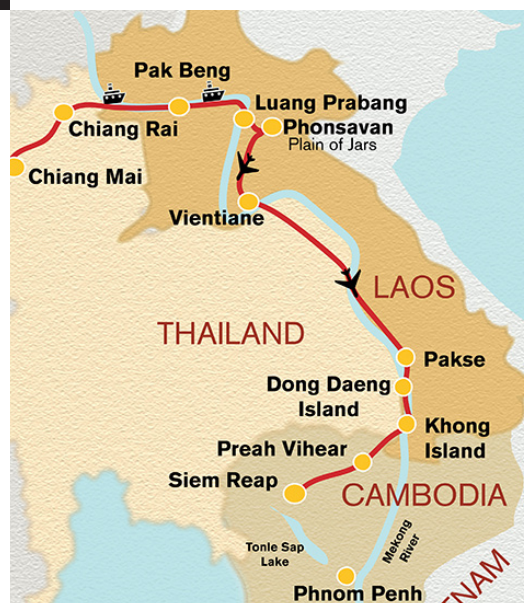 Pak Beng
Luang Prabang
Chiang Rai
Phonsavan
Plain of Jars
Chiang Mai
Vientiane
LAOS
THAILAND
Pakse
Dong Daeng
Island
Khong
Island
Preah Vihear
Siem Reap
CAMBODIA
Tonle Sap
Lake
Mekong
River
Phnom Penh